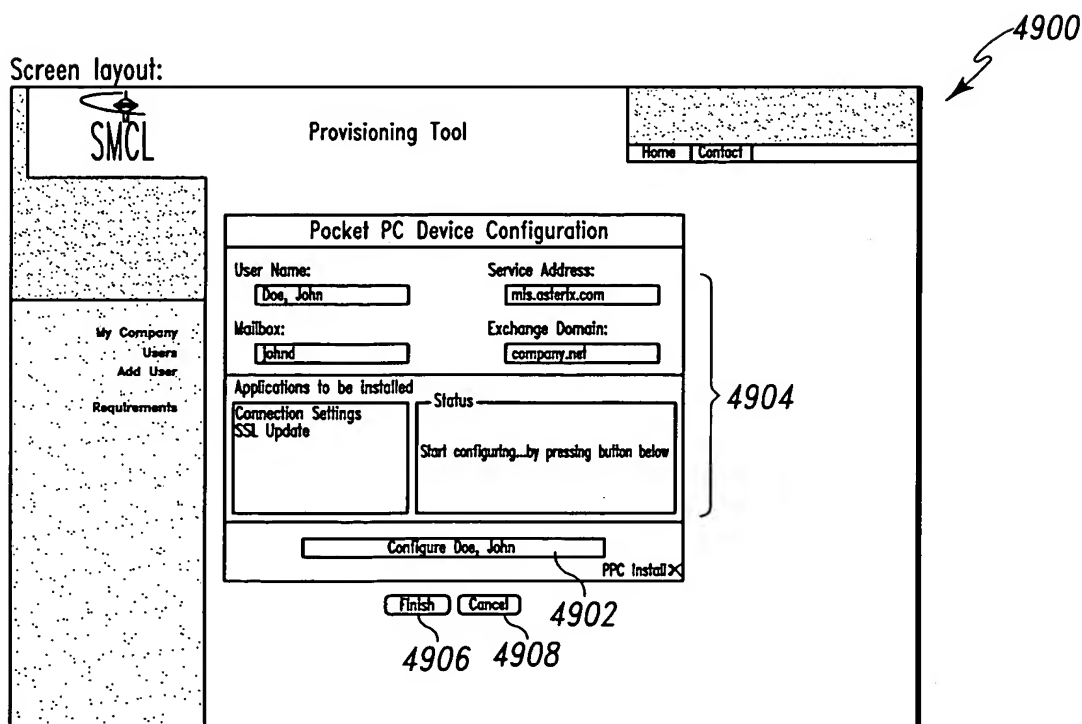 4900
Screen layout:
SMCL
Provisioning Tool
Home Contact
Pocket PC Device Configuration
User Name: Service Address:
Doe, John mis.asterix.com
Mailbox: Exchange Domain:
johnd company.net
My Company
Users
Add User
Requirements
Applications to be installed
Connection Settings
SSL Update
Status
Start configuring...by pressing button below
4904
Configure Doe, John
PPC Install
Finish Cancel
4902
4906 4908